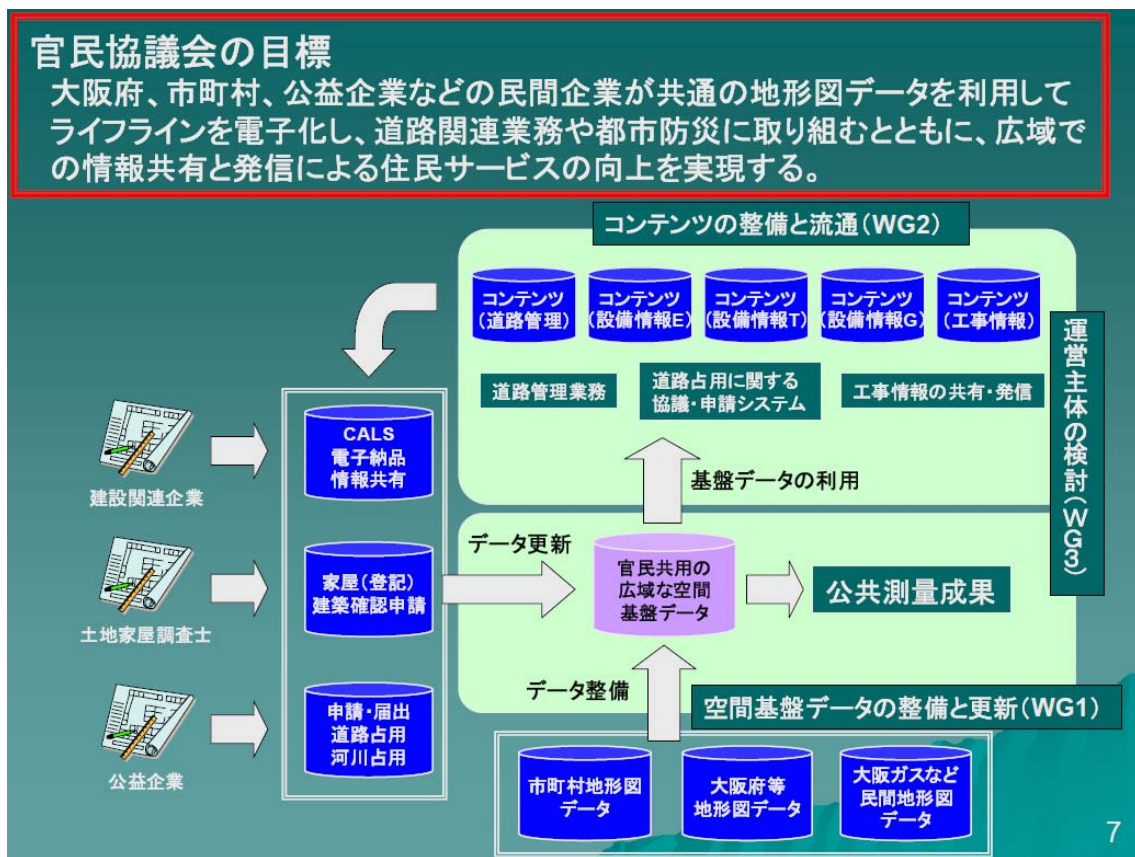 官民協議会の目標
大阪府、市町村、公益企業などの民間企業が共通の地形図データを利用して
ライフラインを電子化し、道路関連業務や都市防災に取り組むとともに、広域で
の情報共有と発信による住民サービスの向上を実現する。
コンテンツの整備と流通(WG2)
コンテンツ
(道路管理)
コンテンツ
(設備情報E)
コンテンツ
(設備情報T)
コンテンツ
(設備情報G)
コンテンツ
(工事情報)
道路管理業務
道路占用に関する
協議・申請システム
工事情報の共有・発信
運営主体の検討(WG3)
基盤データの利用
建設関連企業
CALS
電子納品
情報共有
土地家屋調査士
家屋(登記)
建築確認申請
データ更新
官民共用の
広域な空間
基盤データ
公共測量成果
公益企業
申請・届出
道路占用
河川占用
データ整備
空間基盤データの整備と更新(WG1)
市町村地形図
データ
大阪府等
地形図データ
大阪ガスなど
民間地形図
データ
7